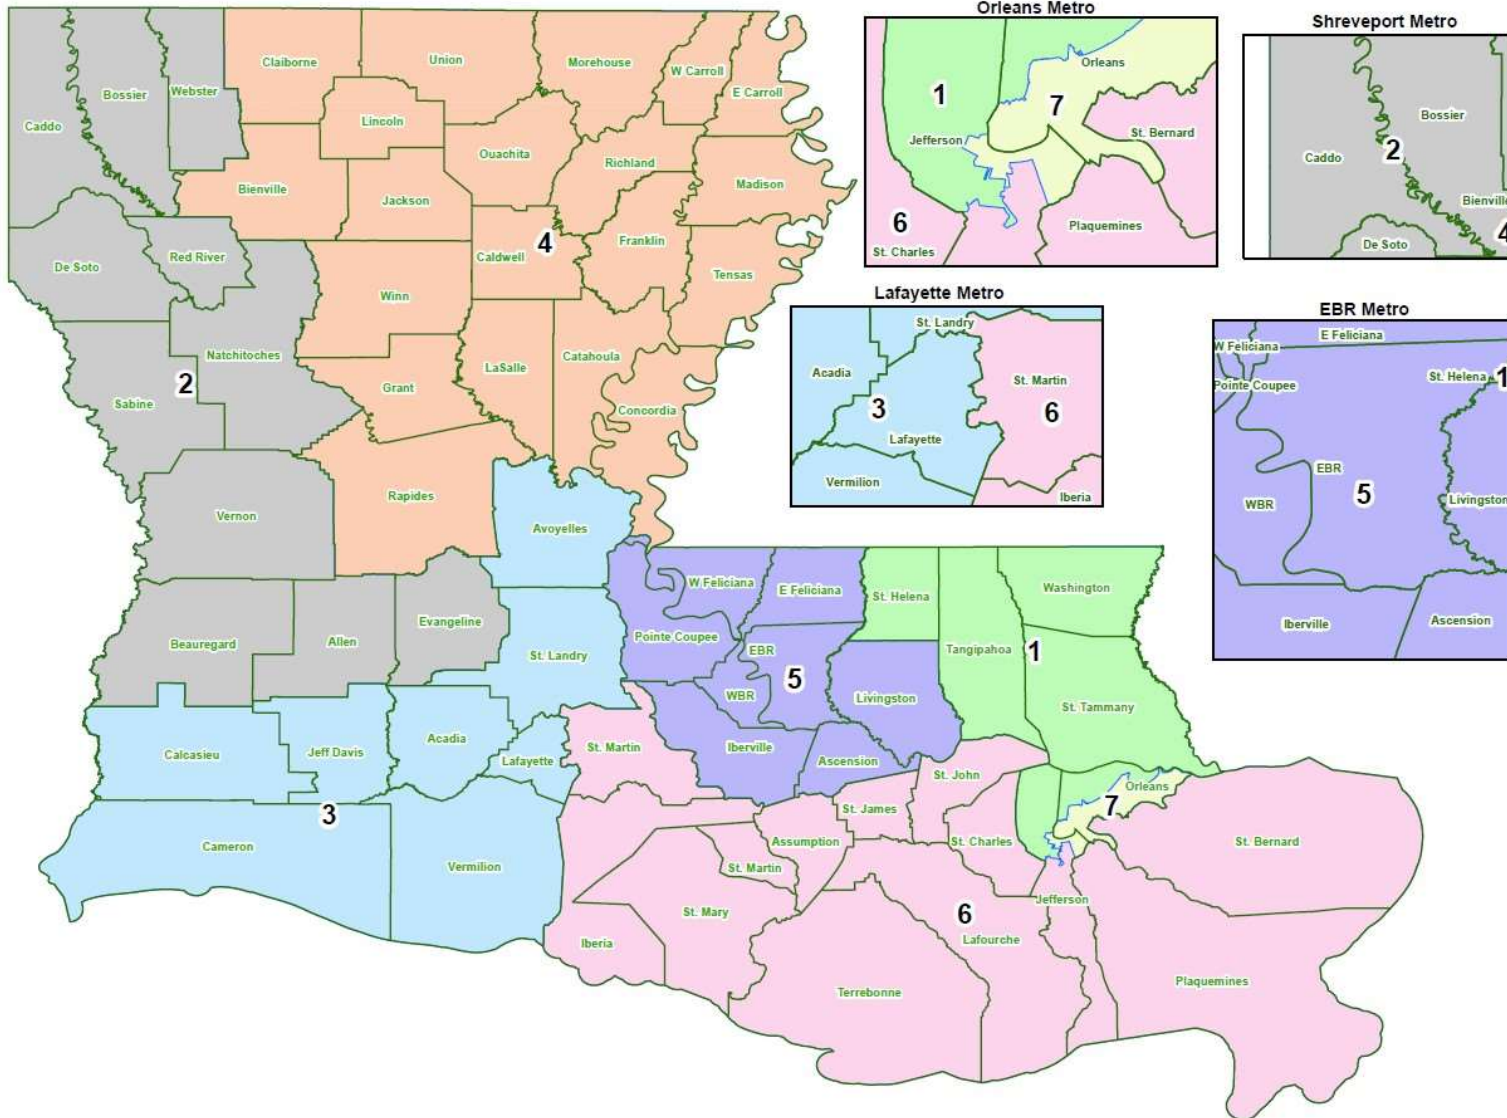 Orleans Metro
Shreveport Metro
Claiborne
Union
Morehouse
W Carroll
E Carroll
Bossier
Webster
Caddo
Lincoln
Ouachita
Richland
Madison
Bienville
Jackson
Franklin
4
Caldwell
Tensas
De Soto
Red River
Winn
Natchitoches
LaSalle
Catahoula
2
Sabine
Grant
Concordia
Rapides
Vernon
Avoyelles
Beauregard
Allen
Evangeline
St. Landry
Calcasieu
Jeff Davis
Acadia
Lafayette
3
Cameron
Vermilion
W Feliciana
E Feliciana
St. Helena
Washington
Pointe Coupee
EBR
Tangipahoa
1
5
WBR
Livingston
St. Tammany
St. Martin
Iberville
Ascension
St. John
St. James
Orleans
7
Assumption
St. Charles
St. Bernard
St. Martin
St. Mary
Jefferson
6
Iberia
Lafourche
Terrebonne
Plaquemines
Orleans
1
7
Jefferson
St. Bernard
6
St. Charles
Plaquemines
Bossier
2
Caddo
Bienville
4
De Soto
Lafayette Metro
St. Landry
Acadia
St. Martin
3
6
Lafayette
Vermilion
Iberia
EBR Metro
E Feliciana
W Feliciana
St. Helena
1
Pointe Coupee
EBR
5
WBR
Livingston
Iberville
Ascension